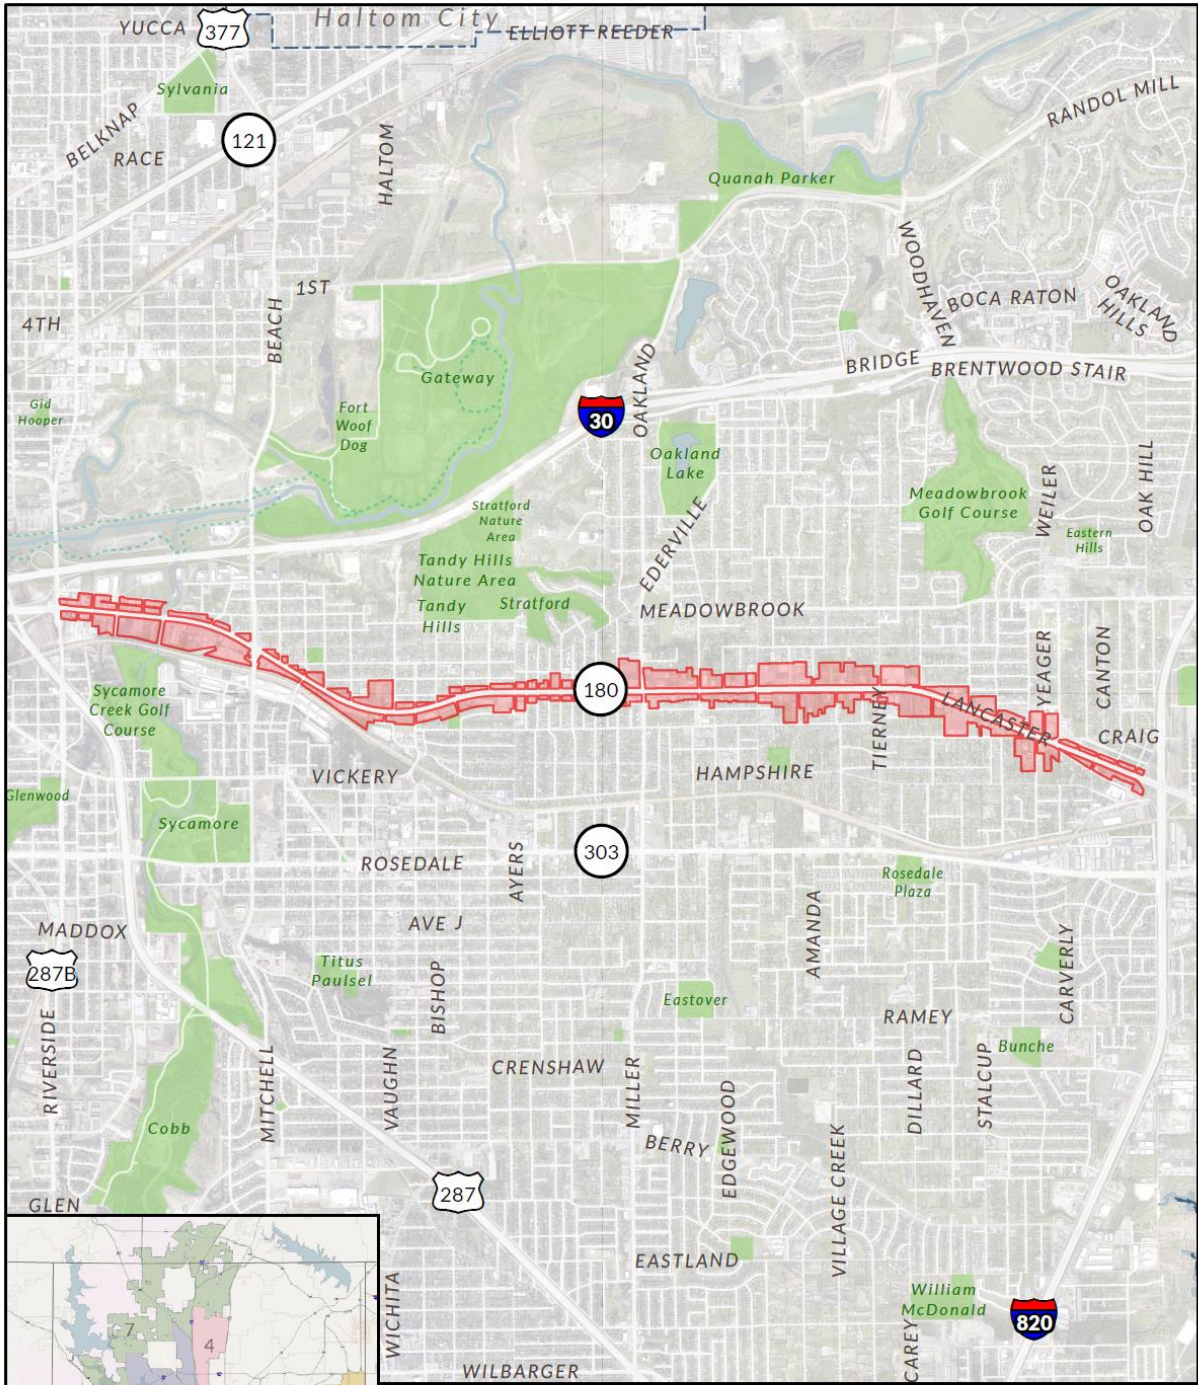 Haltom City
YUCCA
377
ELLIOTT REEDER
Sylvania
BELKNAP
RACE
121
HALTOM
RANDOL MILL
Quanah Parker
WOODHAVEN
1ST
BEACH
4TH
BOCA RATON
OAKLAND
HILLS
BRIDGE
BRENTWOOD STAIR
Gateway
OAKLAND
30
Gid
Hooper
Fort
Woof
Dog
Oakland
Lake
Meadowbrook
Golf Course
WEILER
OAK HILL
Eastern
Hills
Stratford
Nature
Area
EDERVILLE
Tandy Hills
Nature Area
Tandy
Hills
Stratford
MEADOWBROOK
YEAGER
CANTON
Sycamore
Creek Golf
Course
180
TIERNEY
LANCASTER
CRAIG
VICKERY
HAMPSHIRE
Glenwood
Sycamore
303
ROSEDALE
AYERS
Rosedale
Plaza
AVE J
AMANDA
MADDOX
287B
Titus
Paulsel
BISHOP
CARVERLY
Eastover
RAMEY
RIVERSIDE
MITCHELL
VAUGHN
CRENSHAW
MILLER
DILLARD
STALCUP
Bunche
Cobb
BERRY
EDGEWOOD
VILLAGE CREEK
287
GLEN
EASTLAND
WICHITA
William
McDonald
820
CAREY
WILBARGER
7
4